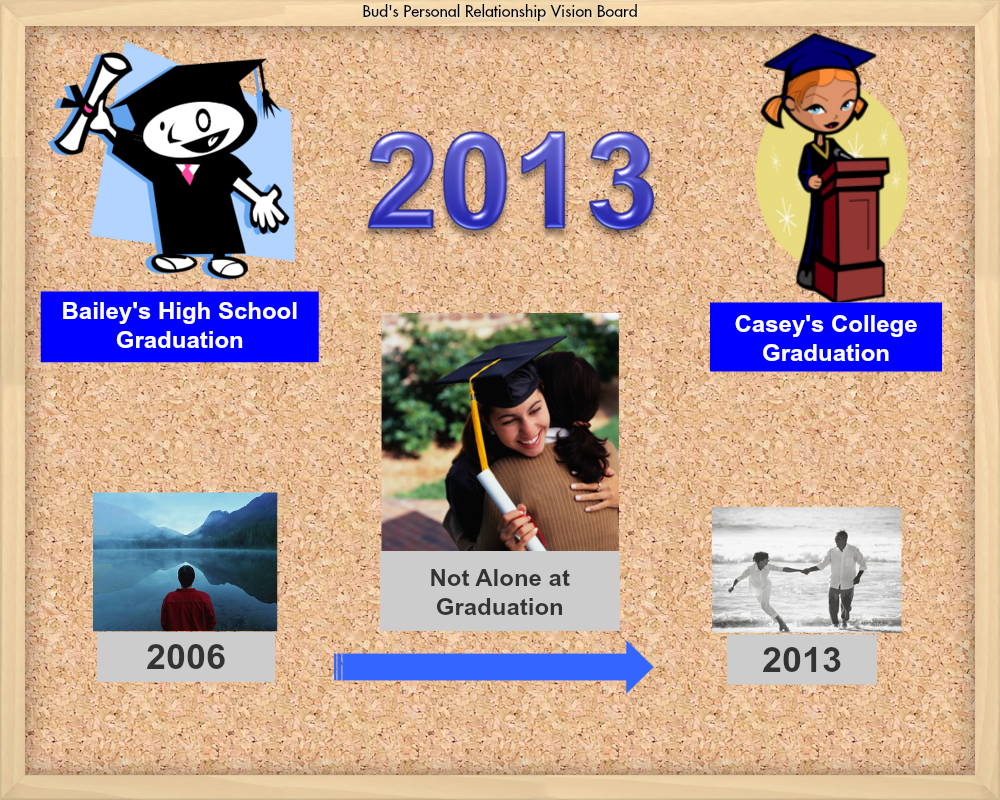 Bud's Personal Relationship Vision Board
2013
Bailey's High School
Graduation
Casey's College
Graduation
Not Alone at
Graduation
2006
2013